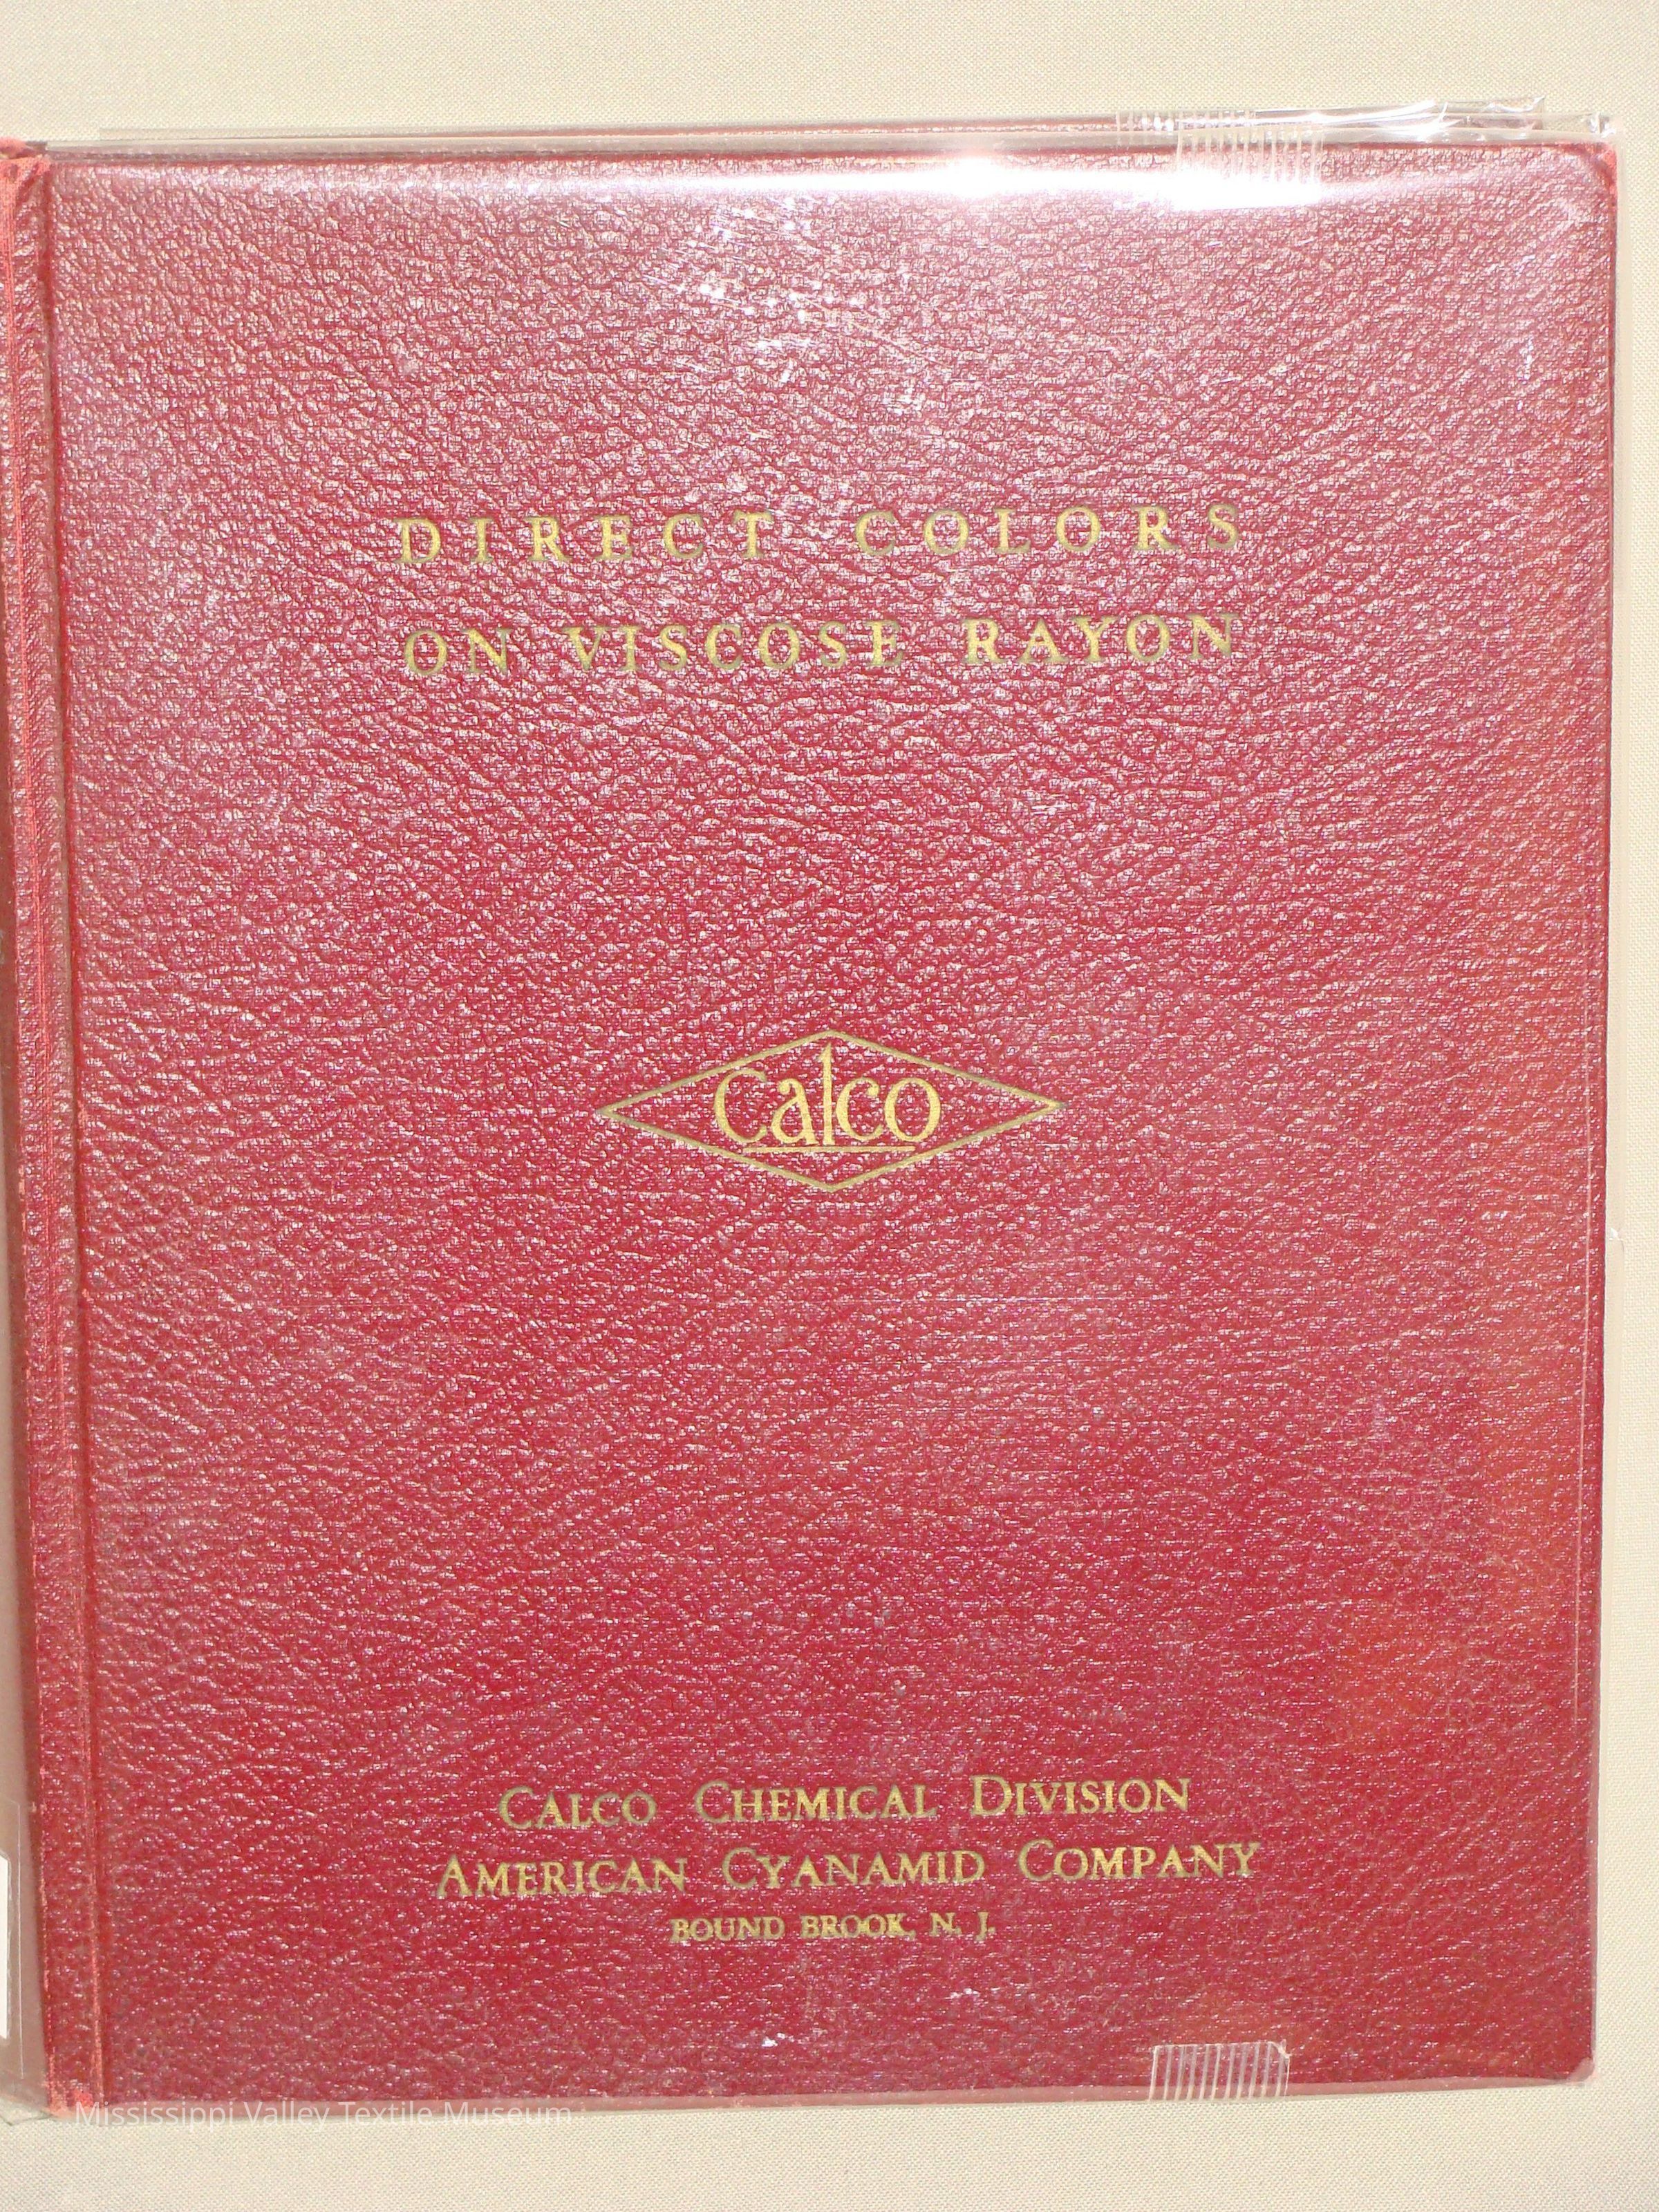 DIRECT COLORS
ON VISCOSE RAYON
Calco
CALCO CHEMICAL DIVISION
AMERICAN CYANAMID COMPANY
BOUND BROOK, N. J.
Mississippi Valley Textile Museum